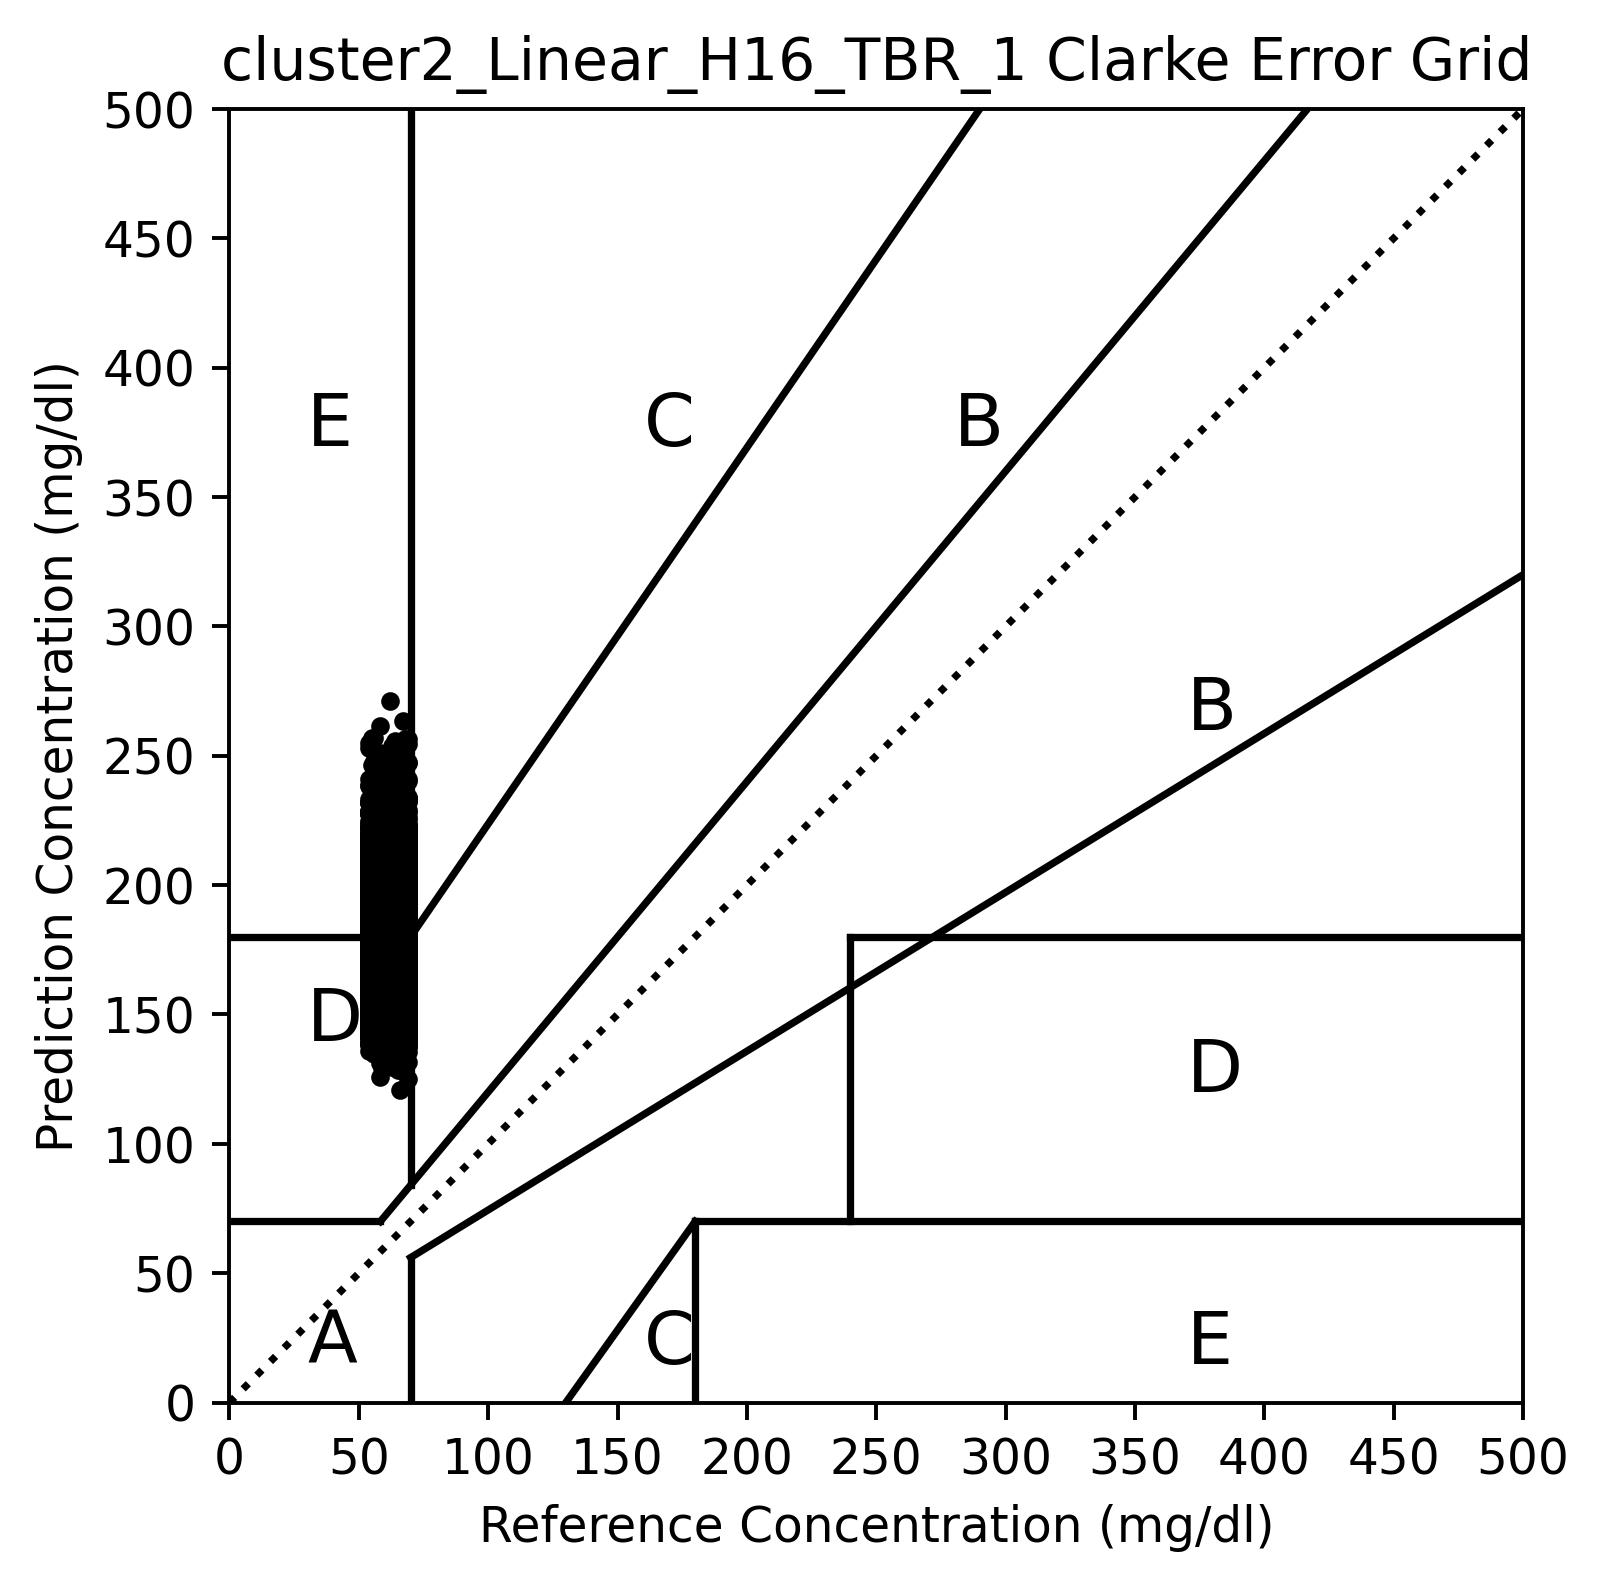 cluster2_Linear_H16_TBR_1 Clarke Error Grid
500
450
400
350
300
250
200
150
100
50
0
Prediction Concentration (mg/dl)
E
C
B
B
D
D
A
C
E
0 50 100 150 200 250 300 350 400 450 500
Reference Concentration (mg/dl)